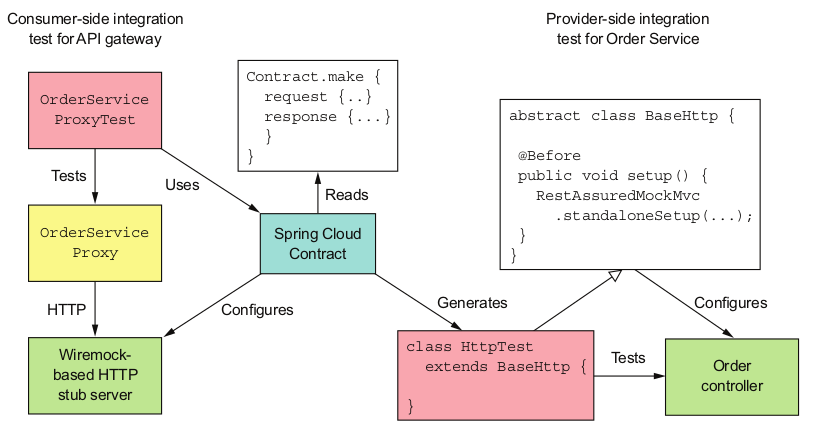 Consumer-side integration
test for API gateway
Provider-side integration
test for Order Service
OrderService
ProxyTest
Contract.make {
request {..}
response {...}
}
}
abstract class BaseHttp {
@Before
public void setup() {
RestAssuredMockMvc
.standaloneSetup(...);
}
}
Tests
Uses
Reads
OrderService
Proxy
Spring Cloud
Contract
HTTP
Configures
Generates
Configures
Wiremock-
based HTTP
stub server
class HttpTest
extends BaseHttp {
}
Tests
Order
controller